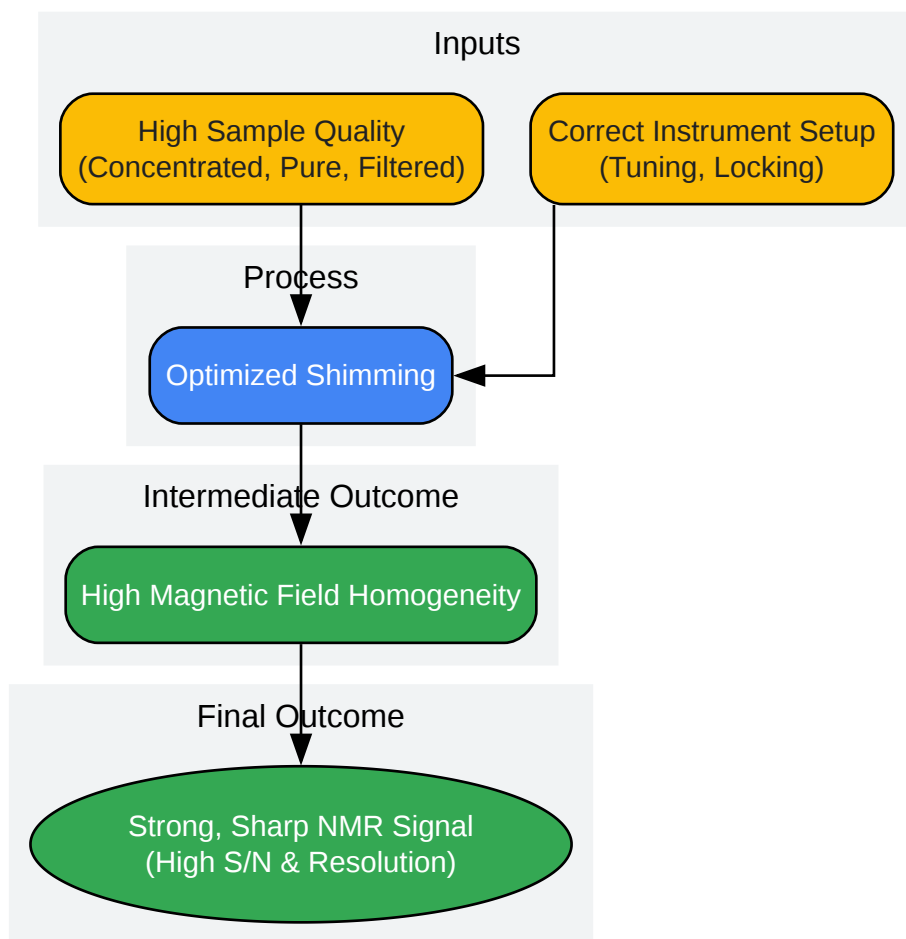 Inputs
High Sample Quality
(Concentrated, Pure, Filtered)
Correct Instrument Setup
(Tuning, Locking)
Process
Optimized Shimming
Intermediate Outcome
High Magnetic Field Homogeneity
Final Outcome
Strong, Sharp NMR Signal
(High S/N & Resolution)